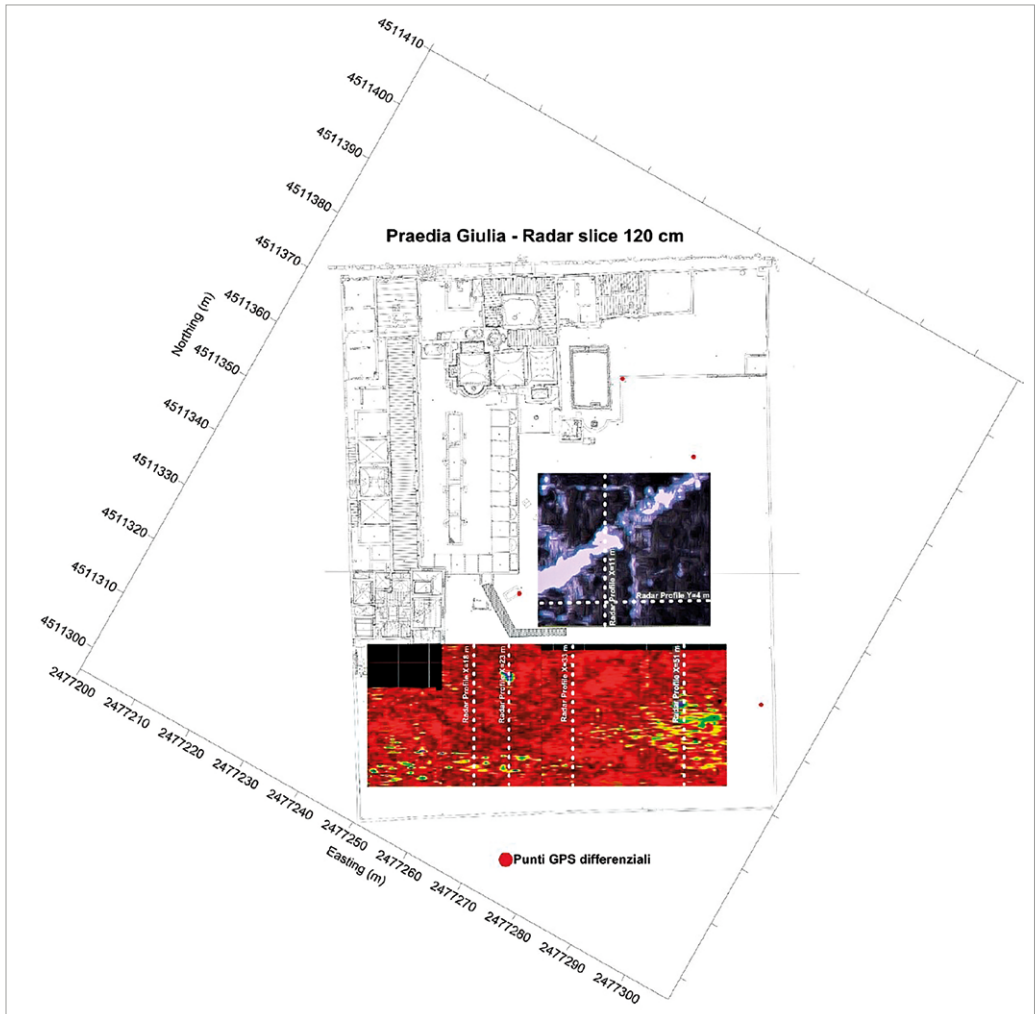 4511410
4511400
4511390
4511380
4511370
4511360
4511350
4511340
4511330
4511320
4511310
4511300
Northing (m)
Praedia Giulia - Radar slice 120 cm
Radar Profile X=11 m
Radar Profile Y=4 m
Radar Profile X=18 m
Radar Profile X=23 m
Radar Profile X=33 m
Radar Profile X=51 m
2477200
2477210
2477220
2477230
2477240
2477250
2477260
2477270
2477280
2477290
2477300
Easting (m)
Punti GPS differenziali